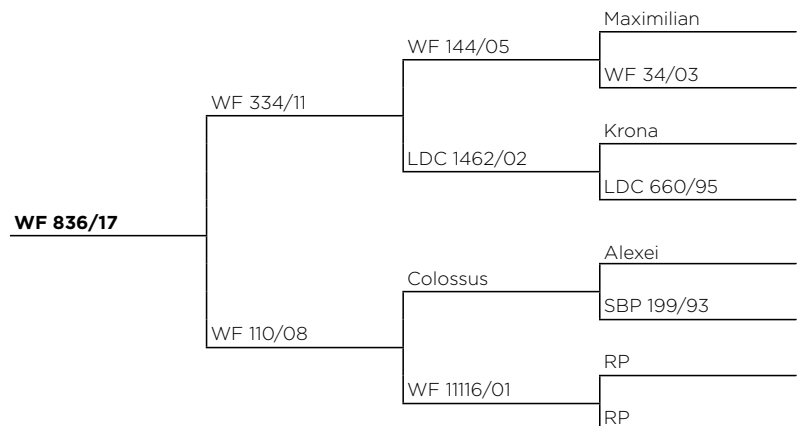 Maximilian
WF 144/05
WF 34/03
WF 334/11
Krona
LDC 1462/02
LDC 660/95
WF 836/17
Alexei
Colossus
SBP 199/93
WF 110/08
RP
WF 11116/01
RP